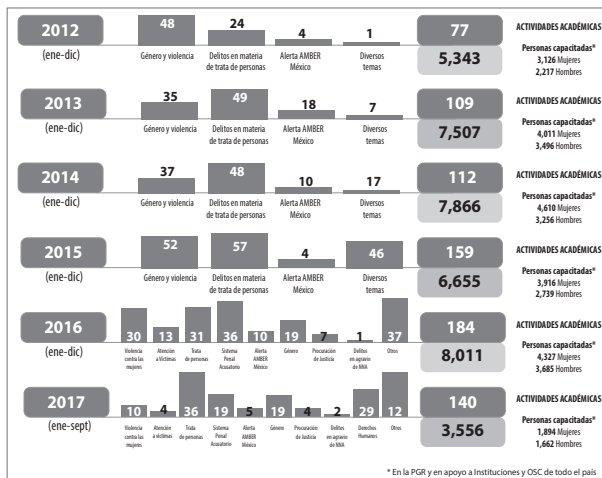 2012
(ene-dic)
48
24
4
1
Género y violencia
Delitos en materia
de trata de personas
Alerta AMBER
México
Diversos
temas
77
5,343
ACTIVIDADES ACADÉMICAS
Personas capacitadas*
3,126 Mujeres
2,217 Hombres
2013
(ene-dic)
35
49
18
7
Género y violencia
Delitos en materia
de trata de personas
Alerta AMBER
México
Diversos
temas
109
7,507
ACTIVIDADES ACADÉMICAS
Personas capacitadas*
4,011 Mujeres
3,496 Hombres
2014
(ene-dic)
37
48
10
17
Género y violencia
Delitos en materia
de trata de personas
Alerta AMBER
México
Diversos
temas
112
7,866
ACTIVIDADES ACADÉMICAS
Personas capacitadas*
4,610 Mujeres
3,256 Hombres
2015
(ene-dic)
52
57
4
46
Género y violencia
Delitos en materia
de trata de personas
Alerta AMBER
México
Diversos
temas
159
6,655
ACTIVIDADES ACADÉMICAS
Personas capacitadas*
3,916 Mujeres
2,739 Hombres
2016
(ene-dic)
30
13
31
36
10
19
7
1
37
Violencia
contra las
mujeres
Atención
a Víctimas
Trata
de personas
Sistema
Penal
Acusatorio
Alerta
AMBER
México
Género
Procuración
de Justicia
Delitos
en agravio
de NNA
Otros
184
8,011
ACTIVIDADES ACADÉMICAS
Personas capacitadas*
4,327 Mujeres
3,685 Hombres
2017
(ene-sept)
10
4
36
19
5
19
4
2
29
12
Violencia
contra las
mujeres
Atención
a víctimas
Trata
de personas
Sistema
Penal
Acusatorio
Alerta
AMBER
México
Género
Procuración
de Justicia
Delitos
en agravio
de NNA
Derechos
Humanos
Otros
140
3,556
ACTIVIDADES ACADÉMICAS
Personas capacitadas*
1,894 Mujeres
1,662 Hombres
* En la PGR y en apoyo a Instituciones y OSC de todo el país